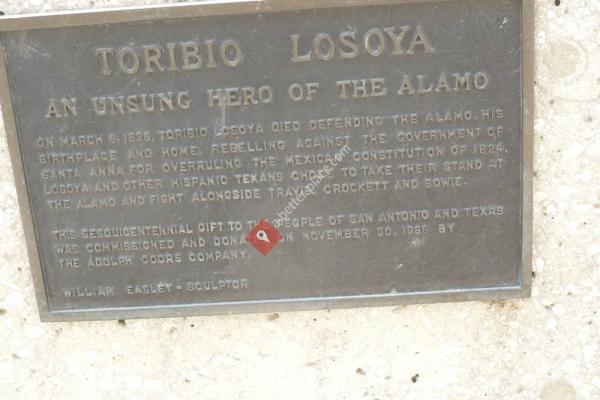 TORIBIO LOSOYA
AN UNSUNG HERO OF THE ALAMO
ON MARCH 6, 1836, TORIBIO LOSOYA DIED DEFENDING THE ALAMO, HIS
BIRTHPLACE AND HOME. REBELLING AGAINST THE GOVERNMENT OF
SANTA ANNA FOR OVERRULING THE MEXICAN CONSTITUTION OF 1824,
LOSOYA AND OTHER HISPANIC TEXANS CHOSE TO TAKE THEIR STAND AT
THE ALAMO AND FIGHT ALONGSIDE TRAVIS, CROCKETT AND BOWIE.
THIS SESQUICENTENNIAL GIFT TO THE PEOPLE OF SAN ANTONIO AND TEXAS
WAS COMMISSIONED AND ON NOVEMBER 30, BY
THE ADOLPH COORS COMPANY.
WILLIAM EASLEY - SCULPTOR
abettersplace.com